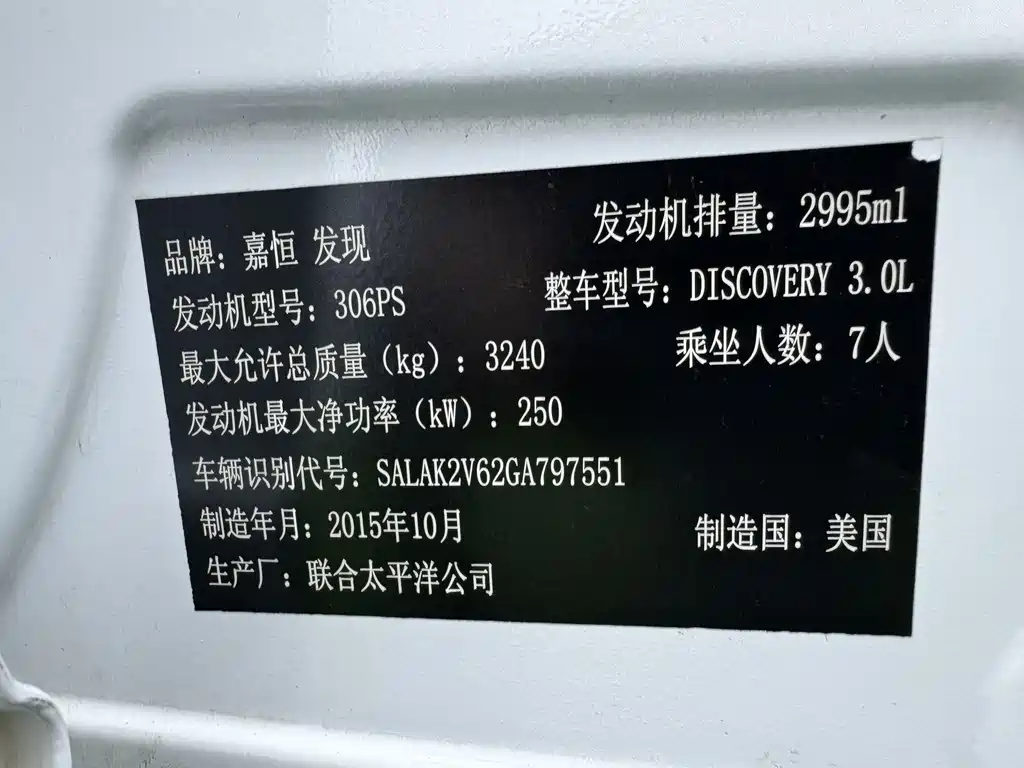 品牌：嘉恒 发现 发动机排量：2995ml
发动机型号：306PS 整车型号：DISCOVERY 3.0L
最大允许总质量（kg）：3240 乘坐人数：7人
发动机最大净功率（kW）：250
车辆识别代号：SALAK2V62GA797551
制造年月：2015年10月 制造国：美国
生产厂：联合太平洋公司